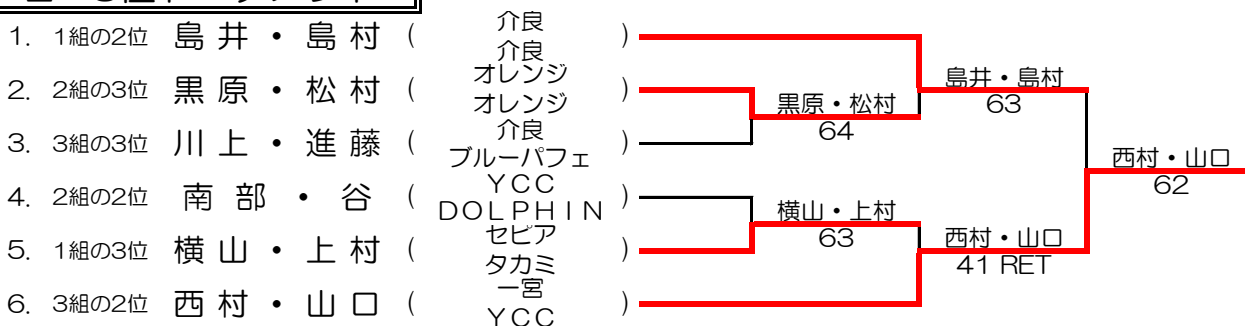 1. 1組の2位 島井・島村 ( 介良 介良 )
2. 2組の3位 黒原・松村 ( オレンジ オレンジ )
3. 3組の3位 川上・進藤 ( 介良 ブルーパフェ )
4. 2組の2位 南部・谷 ( YCC DOLPHIN )
5. 1組の3位 横山・上村 ( セピア タカミ )
6. 3組の2位 西村・山口 ( 一宮 YCC )
黒原・松村
64
横山・上村
63
島井・島村
63
西村・山口
41 RET
西村・山口
62